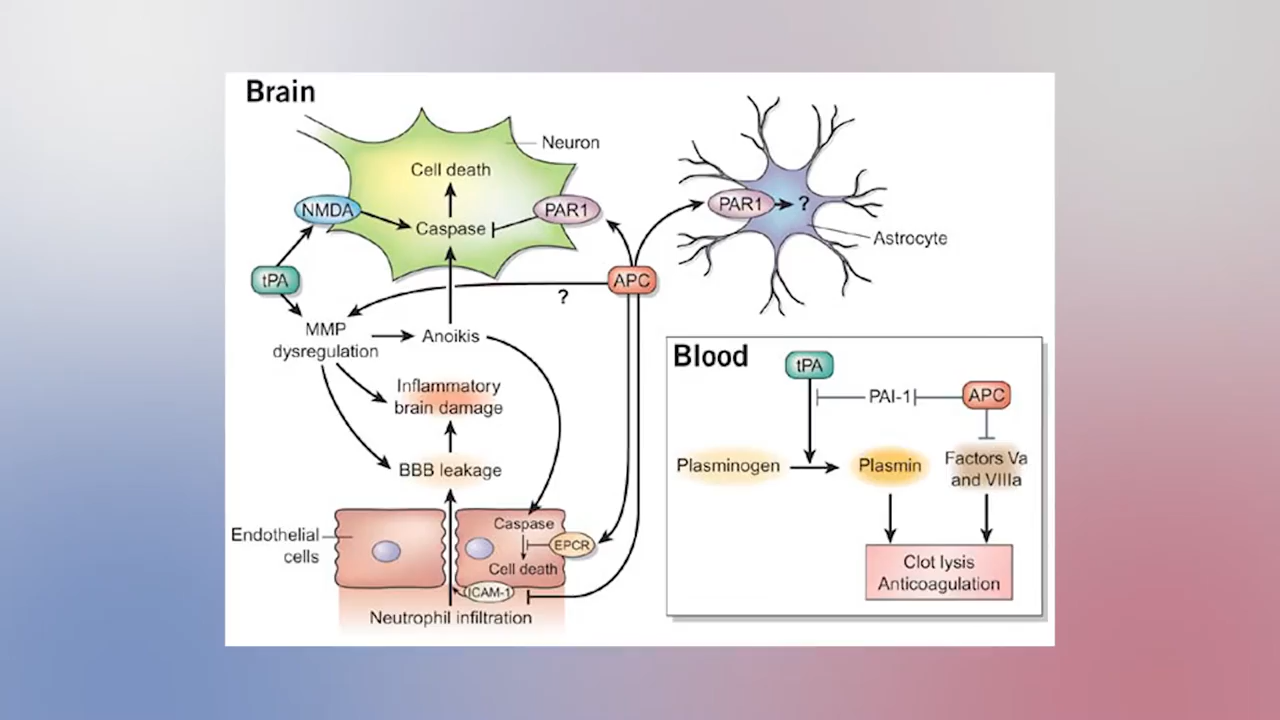 Brain
Neuron
Cell death
NMDA
PAR1
Caspase
tPA
APC
?
MMP
dysregulation
Anoikis
Inflammatory
brain damage
BBB leakage
Endothelial
cells
Caspase
EPCR
Cell death
ICAM-1
Neutrophil infiltration
PAR1
?
Astrocyte
Blood
tPA
PAI-1
APC
Plasminogen
Plasmin
Factors Va
and VIIIa
Clot lysis
Anticoagulation